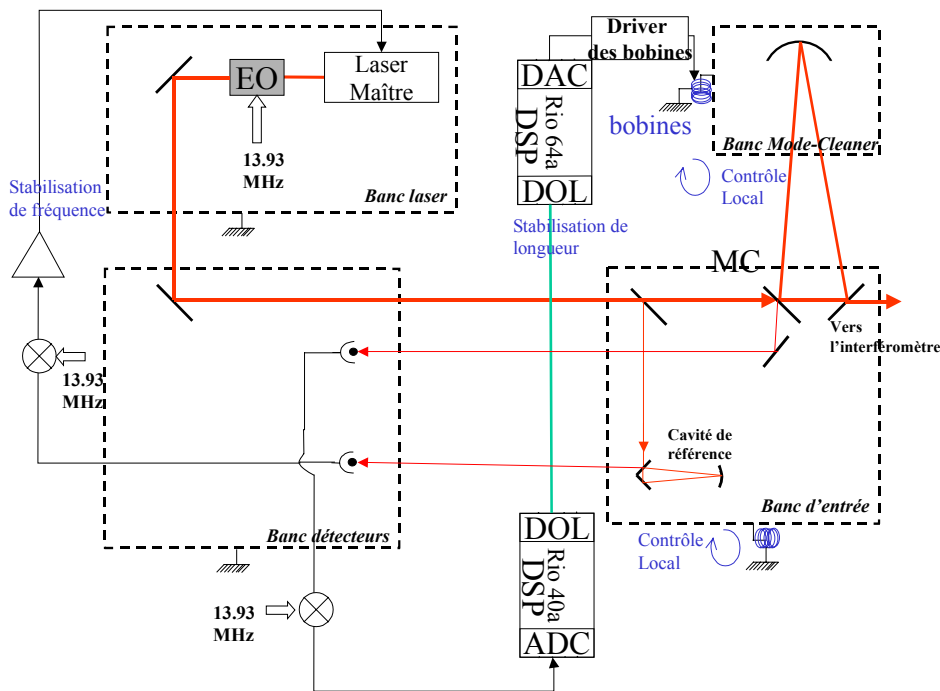 Driver
des bobines
EO
Laser
Maître
DAC
Rio 64a
DSP
DOL
bobines
Banc Mode-Cleaner
13.93
MHz
Contrôle
Local
Stabilisation
de fréquence
Banc laser
Stabilisation de
longueur
MC
Vers
l'interféromètre
13.93
MHz
Cavité de
référence
Banc d'entrée
Banc détecteurs
DOL
Rio 40a
DSP
ADC
Contrôle
Local
13.93
MHz